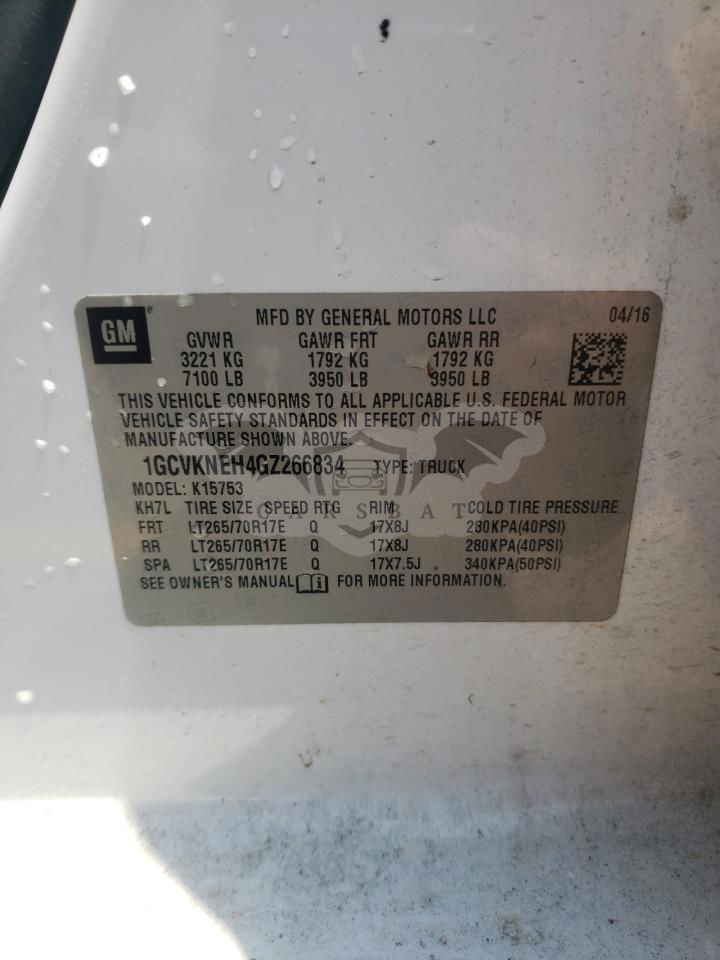 GM
MFD BY GENERAL MOTORS LLC 04/16
GVWR GAWR FRT GAWR RR
3221 KG 1792 KG 1792 KG
7100 LB 3950 LB 3950 LB
THIS VEHICLE CONFORMS TO ALL APPLICABLE U.S. FEDERAL MOTOR
VEHICLE SAFETY STANDARDS IN EFFECT ON THE DATE OF
MANUFACTURE SHOWN ABOVE.
1GCVKNEH4GZ266834 TYPE: TRUCK
MODEL: K15753
KH7L TIRE SIZE SPEED RTG RIM COLD TIRE PRESSURE
CARSBAT
FRT LT265/70R17E Q 17X8J 280KPA(40PSI)
RR LT265/70R17E Q 17X8J 280KPA(40PSI)
SPA LT265/70R17E Q 17X7.5J 340KPA(50PSI)
SEE OWNER'S MANUAL FOR MORE INFORMATION.